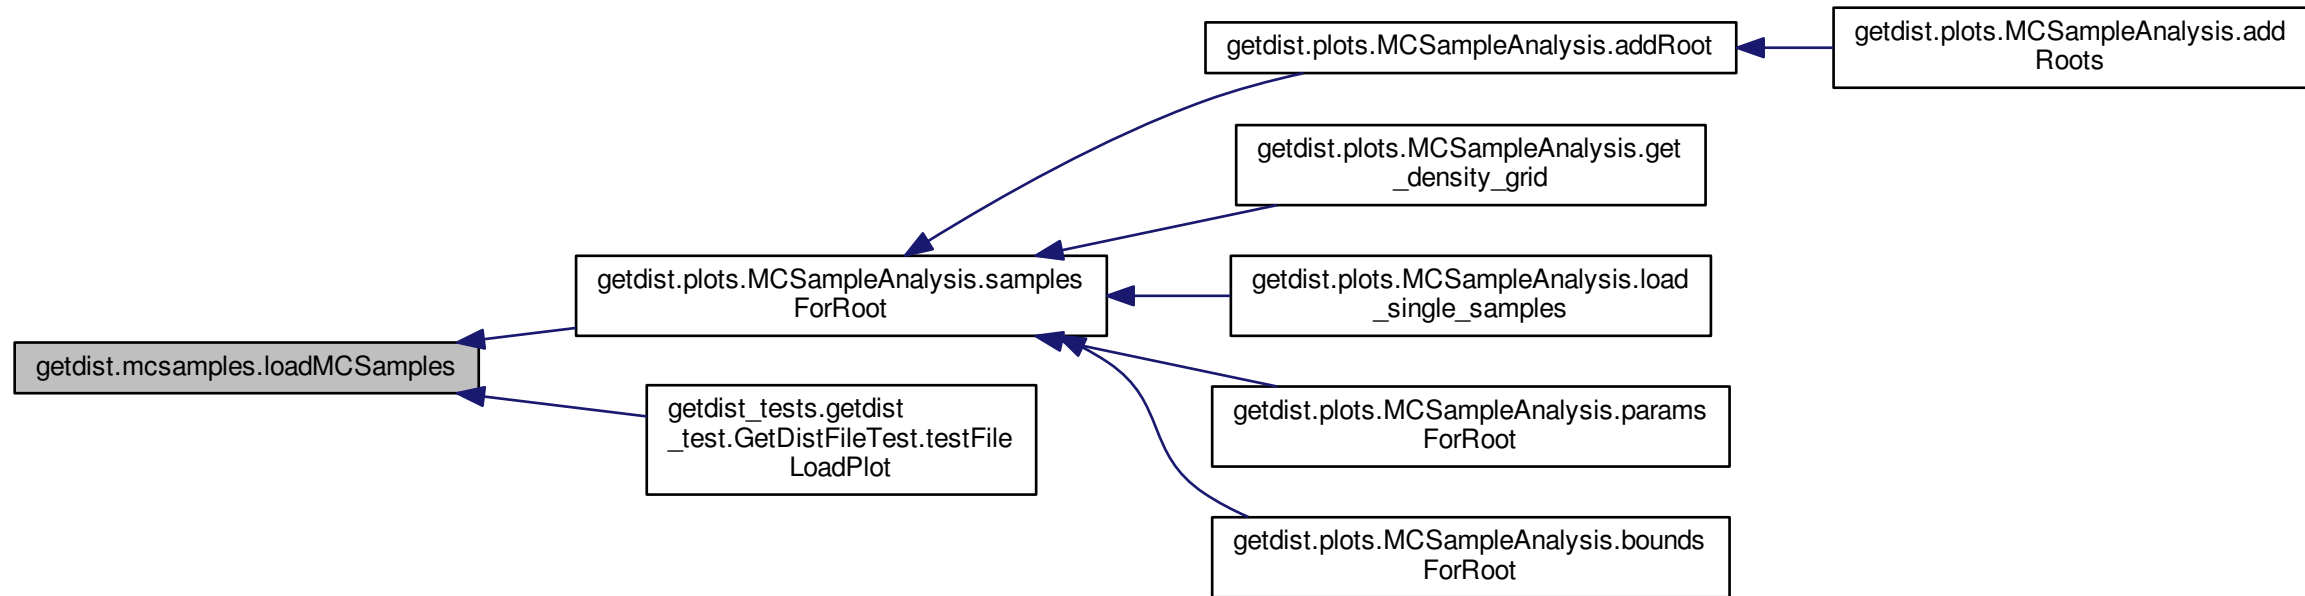 getdist.plots.MCSampleAnalysis.addRoot
getdist.plots.MCSampleAnalysis.add
Roots
getdist.plots.MCSampleAnalysis.get
_density_grid
getdist.plots.MCSampleAnalysis.samples
ForRoot
getdist.plots.MCSampleAnalysis.load
_single_samples
getdist.mcsamples.loadMCSamples
getdist_tests.getdist
_test.GetDistFileTest.testFile
LoadPlot
getdist.plots.MCSampleAnalysis.params
ForRoot
getdist.plots.MCSampleAnalysis.bounds
ForRoot